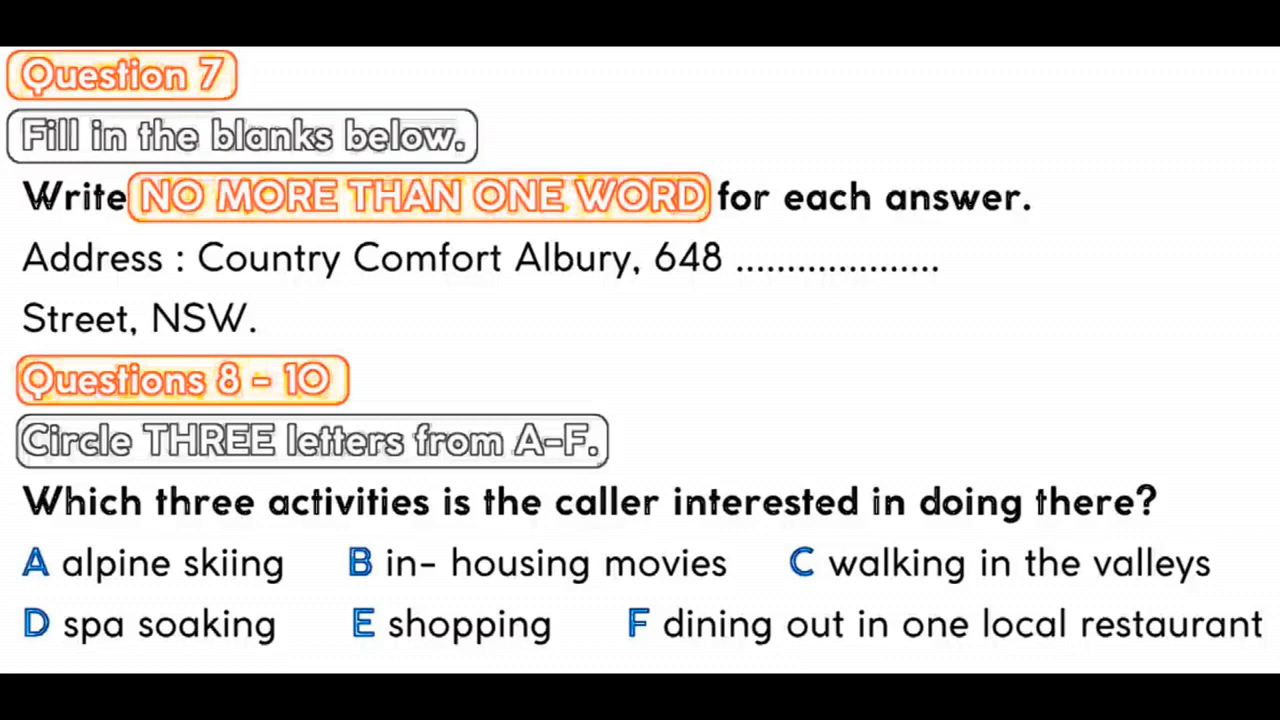 Question 7
Fill in the blanks below.
Write NO MORE THAN ONE WORD for each answer.
Address : Country Comfort Albury, 648 ....................
Street, NSW.
Questions 8 - 10
Circle THREE letters from A-F.
Which three activities is the caller interested in doing there?
A alpine skiing B in- housing movies C walking in the valleys
D spa soaking E shopping F dining out in one local restaurant